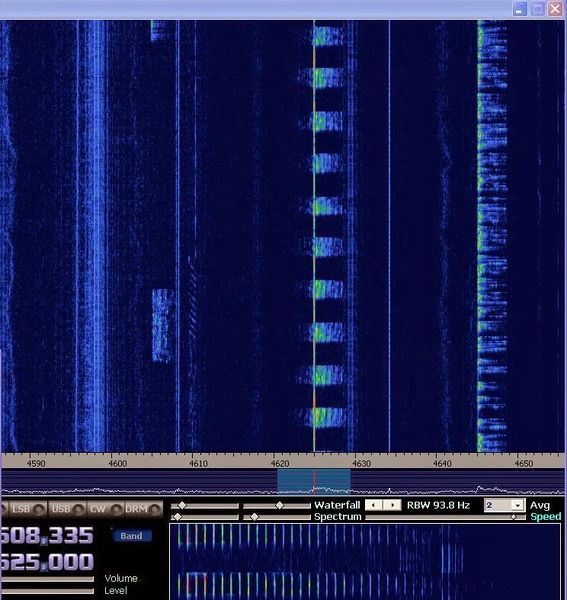 4590 4600 4610 4620 4630 4640 4650
LSB USB CW DRM
Waterfall RBW 93.8 Hz 2 Avg
Spectrum Speed
508,335 Band
525.000
Volume
Level